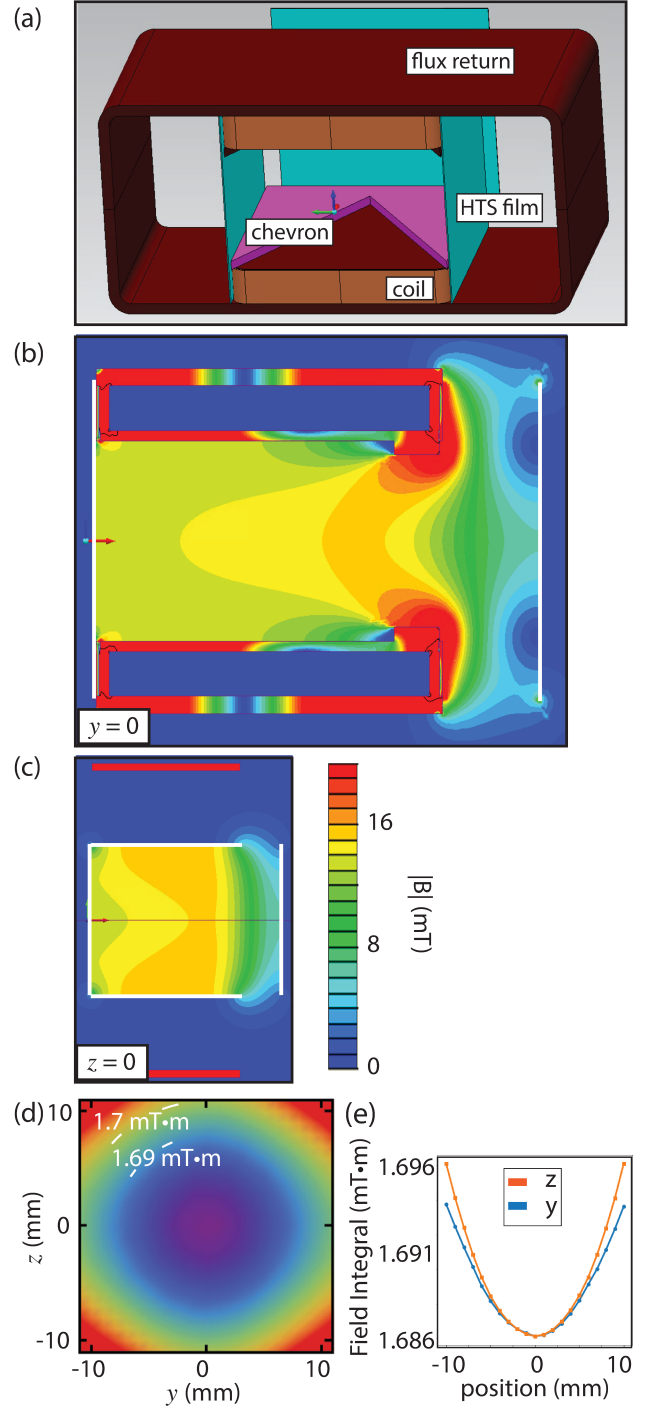 (a)
flux return
HTS film
chevron
coil
(b)
y = 0
(c)
z = 0
16
8
0
|B| (mT)
(d)
1.7 mT•m
1.69 mT•m
10
0
-10
z (mm)
-10
0
10
y (mm)
(e)
1.696
1.691
1.686
Field Integral (mT•m)
z
y
-10
0
10
position (mm)